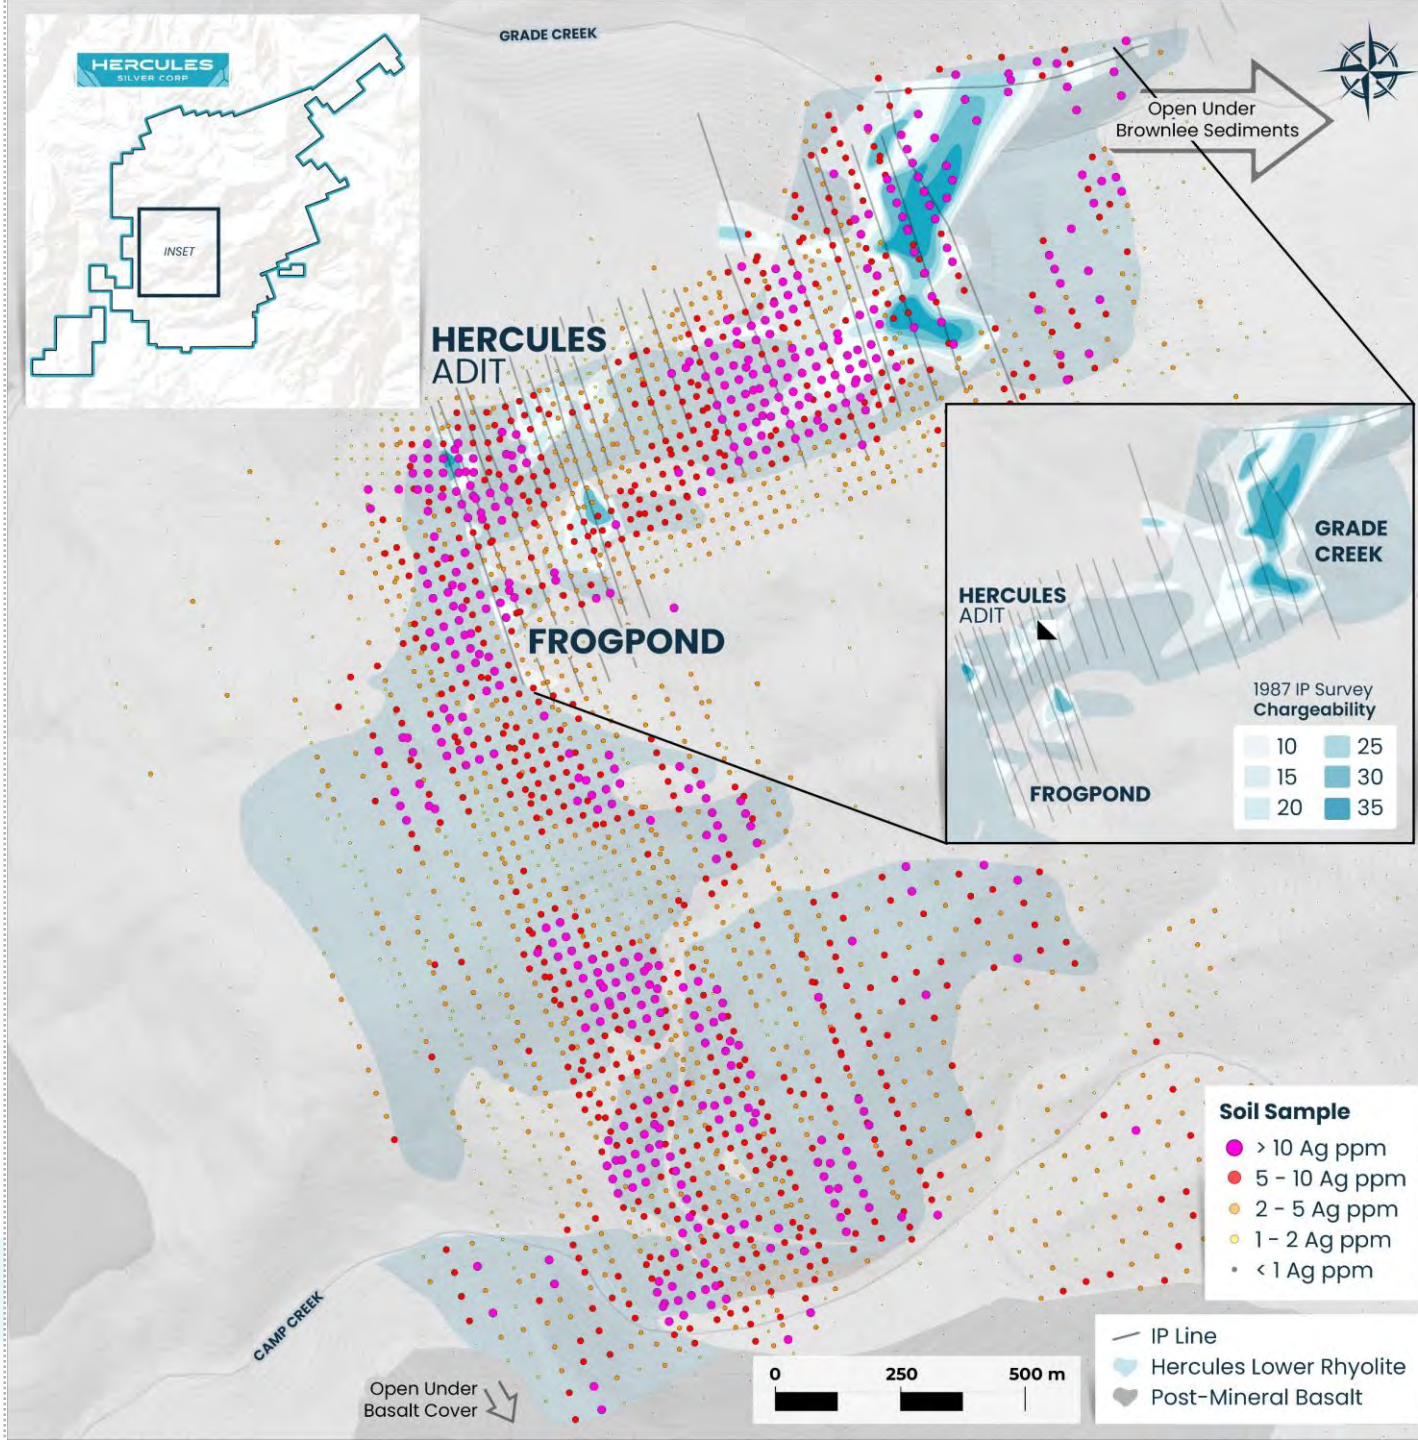 HERCULES
SILVER CORP
INSET
GRADE CREEK
Open Under
Brownlee Sediments
HERCULES
ADIT
FROGPOND
GRADE
CREEK
HERCULES
ADIT
FROGPOND
1987 IP Survey
Chargeability
10
15
20
25
30
35
Soil Sample
> 10 Ag ppm
5 - 10 Ag ppm
2 - 5 Ag ppm
1 - 2 Ag ppm
< 1 Ag ppm
IP Line
Hercules Lower Rhyolite
Post-Mineral Basalt
CAMP CREEK
Open Under
Basalt Cover
0 250 500 m